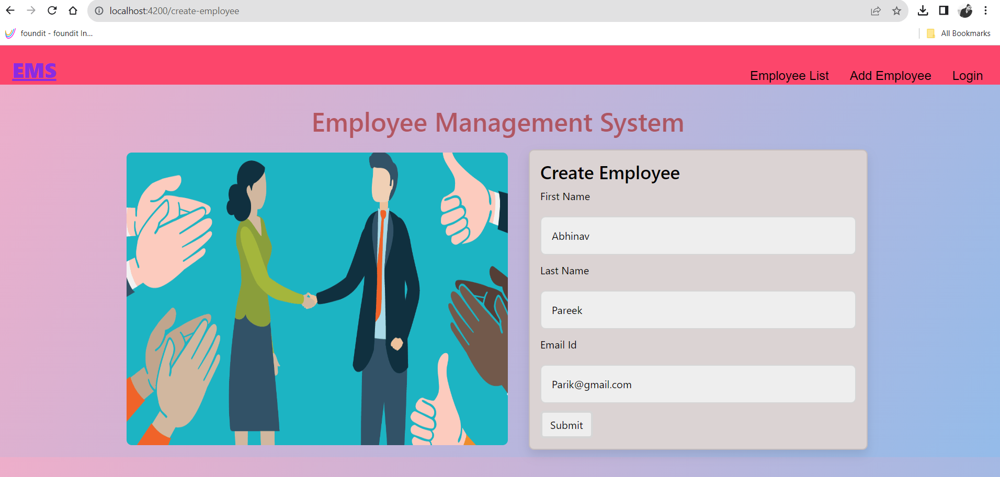 localhost:4200/create-employee
foundit - foundit In...
All Bookmarks
EMS
Employee List Add Employee Login
Employee Management System
Create Employee
First Name
Abhinav
Last Name
Pareek
Email Id
Parik@gmail.com
Submit